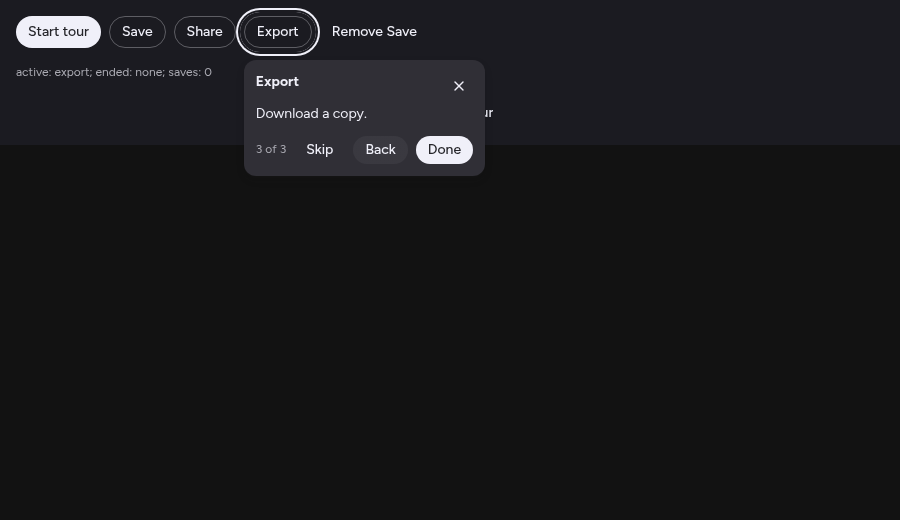 Start tour Save Share Export Remove Save
active: export; ended: none; saves: 0
Export
Download a copy.
3 of 3 Skip Back Done